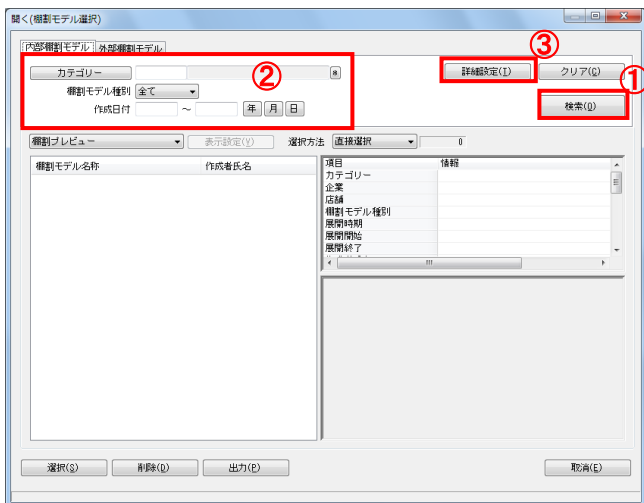 開く(棚割モデル選択)
内部棚割モデル 外部棚割モデル
③
カテゴリー ② * 詳細設定(I) クリア(C) ①
棚割モデル種別 全て
検索(Q)
作成日付 ～ 年 月 日
棚割プレビュー 表示設定(V) 選択方法 直接選択 0
棚割モデル名称 作成者氏名
項目 情報
カテゴリー
企業
店舗
棚割モデル種別
展開時期
展開開始
展開終了
選択(S) 削除(D) 出力(P) 取消(E)